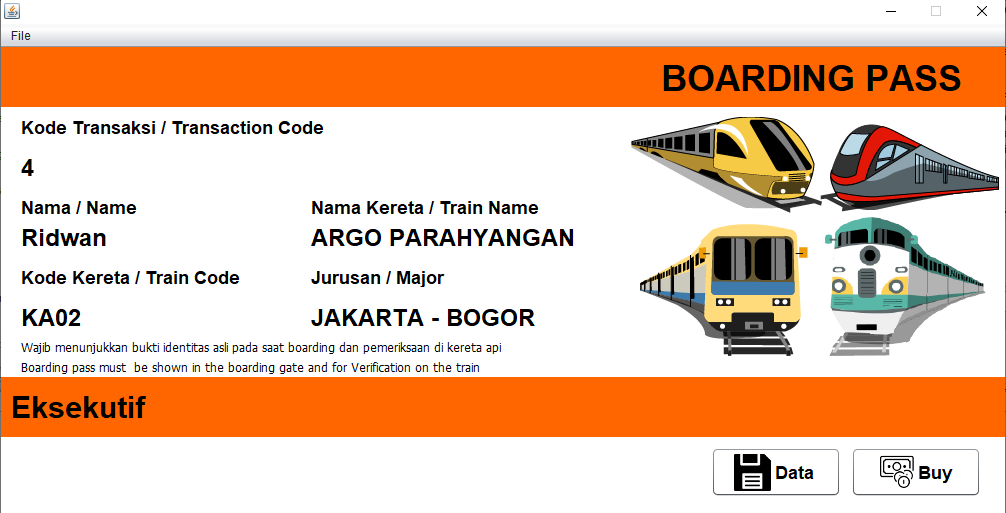 File
BOARDING PASS
Kode Transaksi / Transaction Code
4
Nama / Name
Nama Kereta / Train Name
Ridwan
ARGO PARAHYANGAN
Kode Kereta / Train Code
Jurusan / Major
KA02
JAKARTA - BOGOR
Wajib menunjukkan bukti identitas asli pada saat boarding dan pemeriksaan di kereta api
Boarding pass must  be shown in the boarding gate and for Verification on the train
Eksekutif
Data
Buy